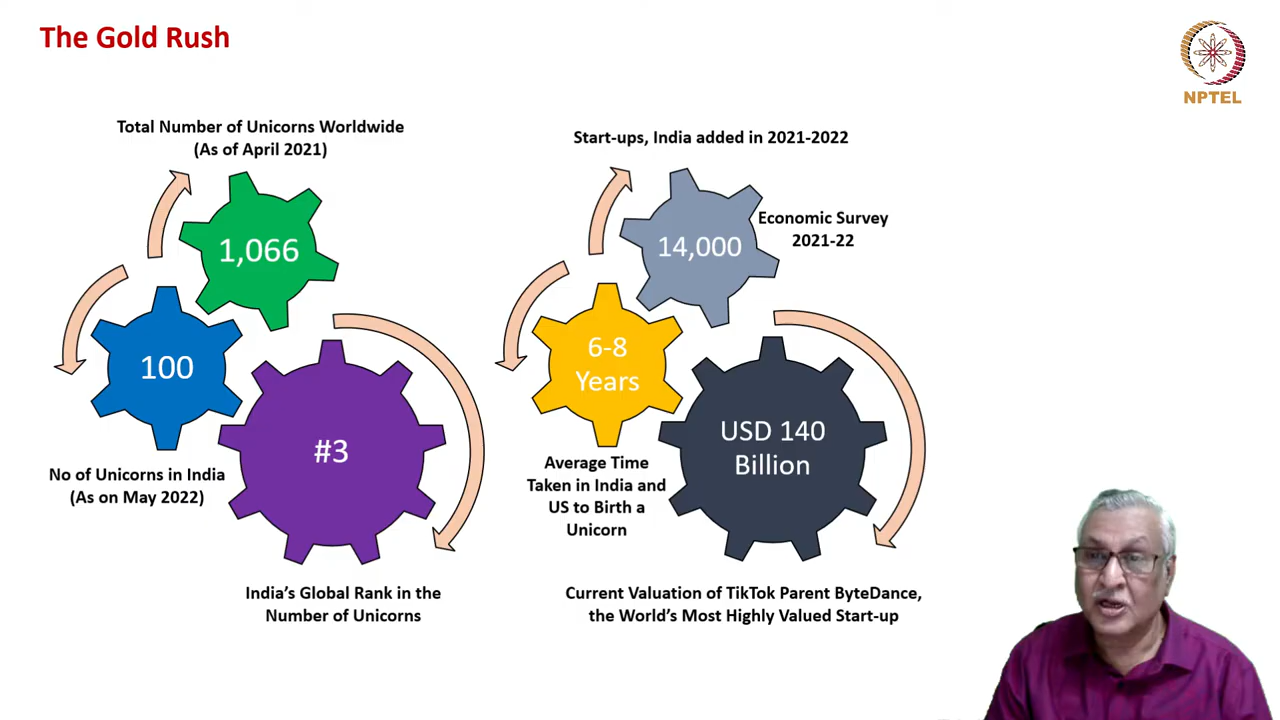 The Gold Rush
NPTEL
Total Number of Unicorns Worldwide
(As of April 2021)
1,066
100
#3
No of Unicorns in India
(As on May 2022)
India's Global Rank in the
Number of Unicorns
Start-ups, India added in 2021-2022
14,000
Economic Survey
2021-22
6-8
Years
USD 140
Billion
Average Time
Taken in India and
US to Birth a
Unicorn
Current Valuation of TikTok Parent ByteDance,
the World's Most Highly Valued Start-up